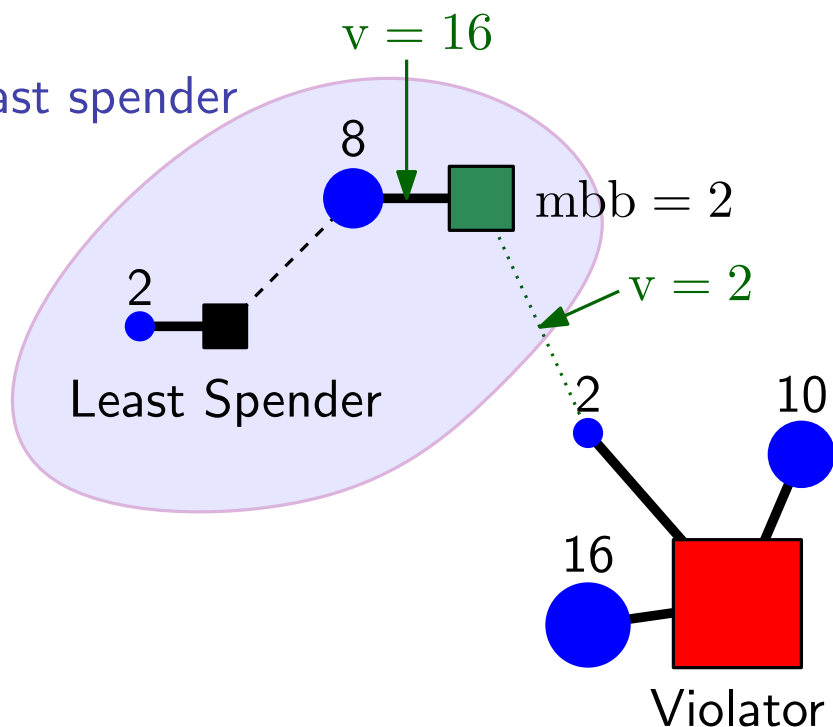 v = 16
ast spender
8
mbb = 2
2
v = 2
Least Spender
2
10
16
Violator